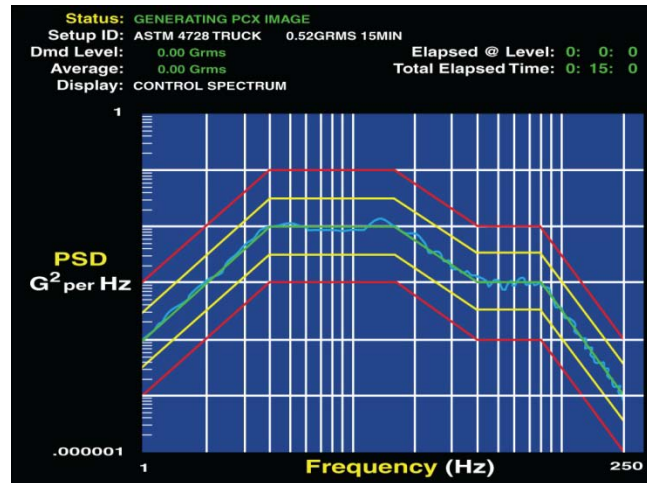 Status: GENERATING PCX IMAGE
Setup ID: ASTM 4728 TRUCK 0.52GRMS 15MIN
Dmd Level: 0.00 Grms Elapsed @ Level: 0: 0: 0
Average: 0.00 Grms Total Elapsed Time: 0: 15: 0
Display: CONTROL SPECTRUM
1
PSD
G² per Hz
.000001
1 Frequency (Hz) 250